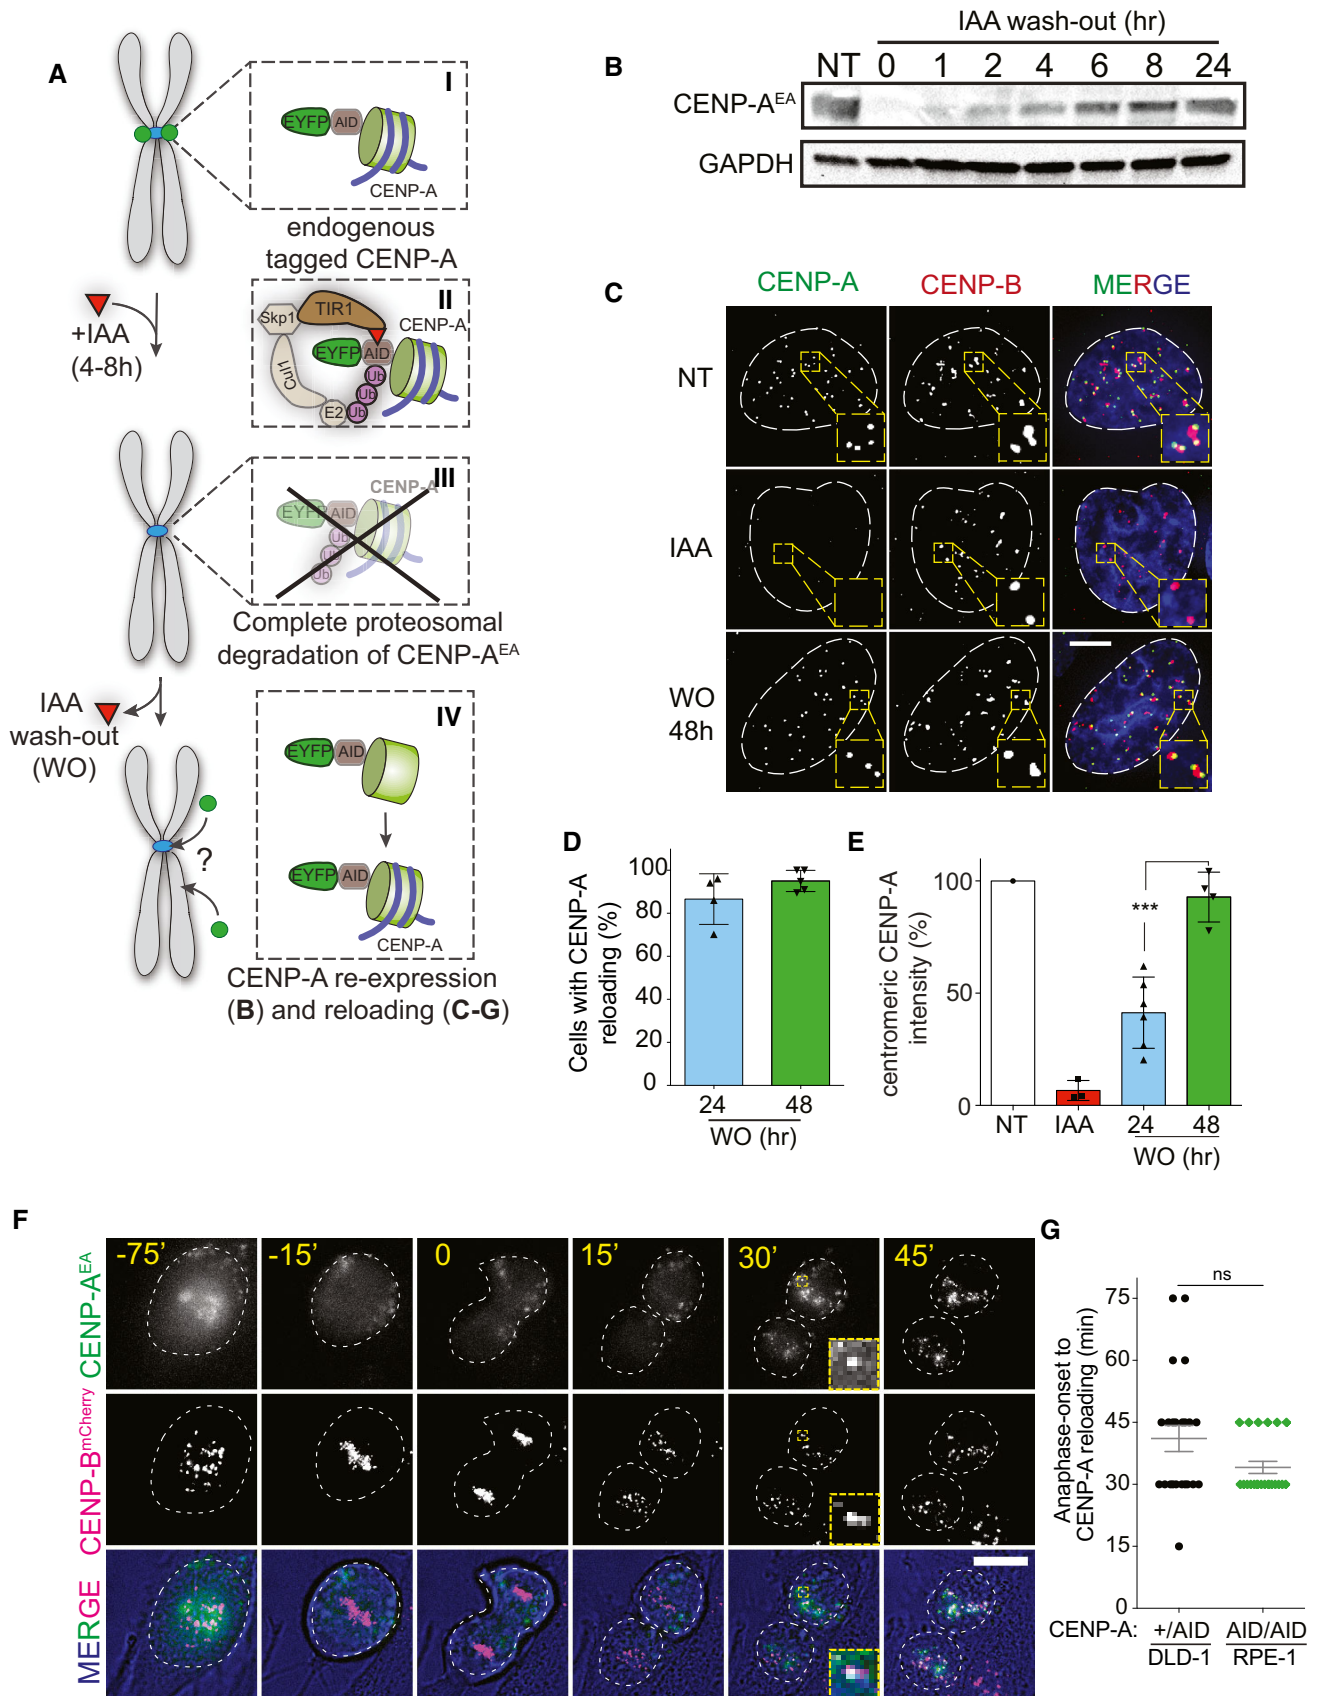 A
I
EYFP
AID
CENP-A
endogenous
tagged CENP-A
+IAA
(4-8h)
II
Skp1
TIR1
CENP-A
EYFP
AID
Cul1
Ub
Ub
Ub
E2
III
CENP-A
EYFP
AID
Ub
Ub
Ub
Complete proteosomal
degradation of CENP-A^EA
IAA
wash-out
(WO)
?
IV
EYFP
AID
EYFP
AID
CENP-A
CENP-A re-expression
(B) and reloading (C-G)
B
IAA wash-out (hr)
NT 0 1 2 4 6 8 24
CENP-A^EA
GAPDH
C
CENP-A CENP-B MERGE
NT
IAA
WO
48h
D
Cells with CENP-A
reloading (%)
100
80
60
40
20
0
24 48
WO (hr)
E
centromeric CENP-A
intensity (%)
100
50
0
***
NT IAA 24 48
WO (hr)
F
-75' -15' 0 15' 30' 45'
CENP-A^EA
CENP-B^mCherry
MERGE
G
ns
Anaphase-onset to
CENP-A reloading (min)
75
60
45
30
15
0
CENP-A: +/AID AID/AID
DLD-1 RPE-1